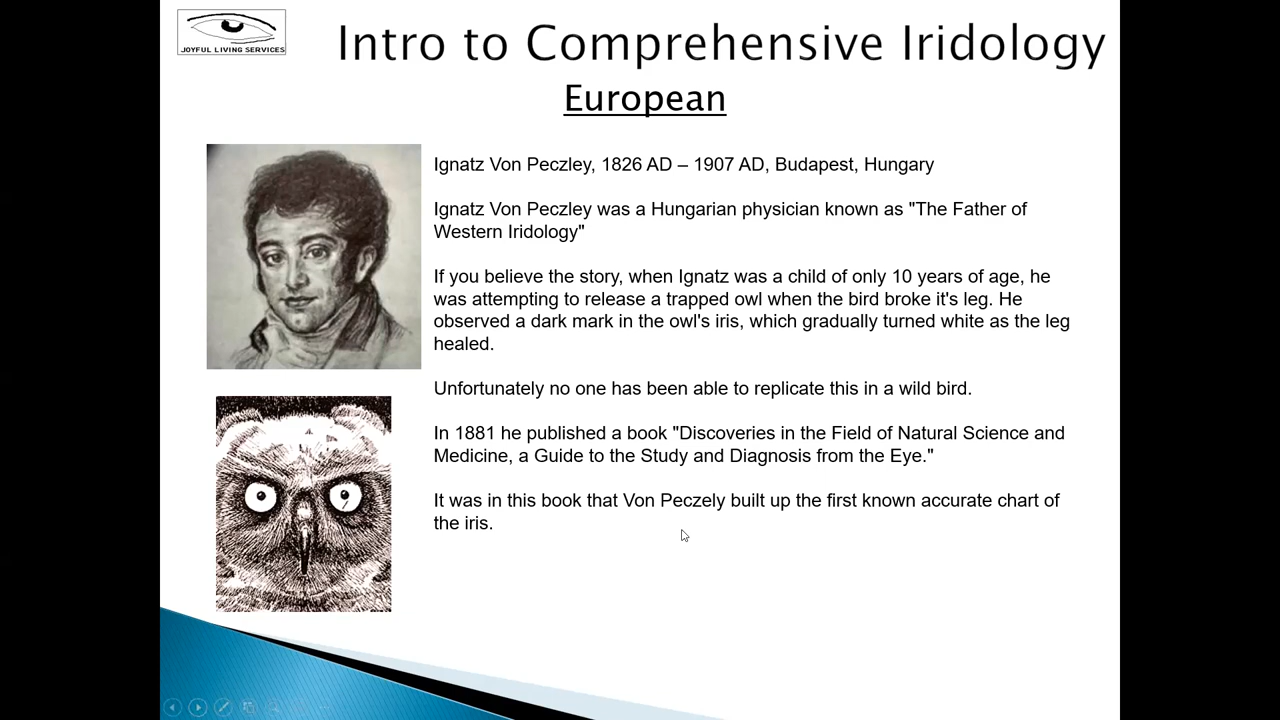 JOYFUL LIVING SERVICES
Intro to Comprehensive Iridology
European
Ignatz Von Peczley, 1826 AD – 1907 AD, Budapest, Hungary
Ignatz Von Peczley was a Hungarian physician known as "The Father of
Western Iridology"
If you believe the story, when Ignatz was a child of only 10 years of age, he
was attempting to release a trapped owl when the bird broke it's leg. He
observed a dark mark in the owl's iris, which gradually turned white as the leg
healed.
Unfortunately no one has been able to replicate this in a wild bird.
In 1881 he published a book "Discoveries in the Field of Natural Science and
Medicine, a Guide to the Study and Diagnosis from the Eye."
It was in this book that Von Peczely built up the first known accurate chart of
the iris.